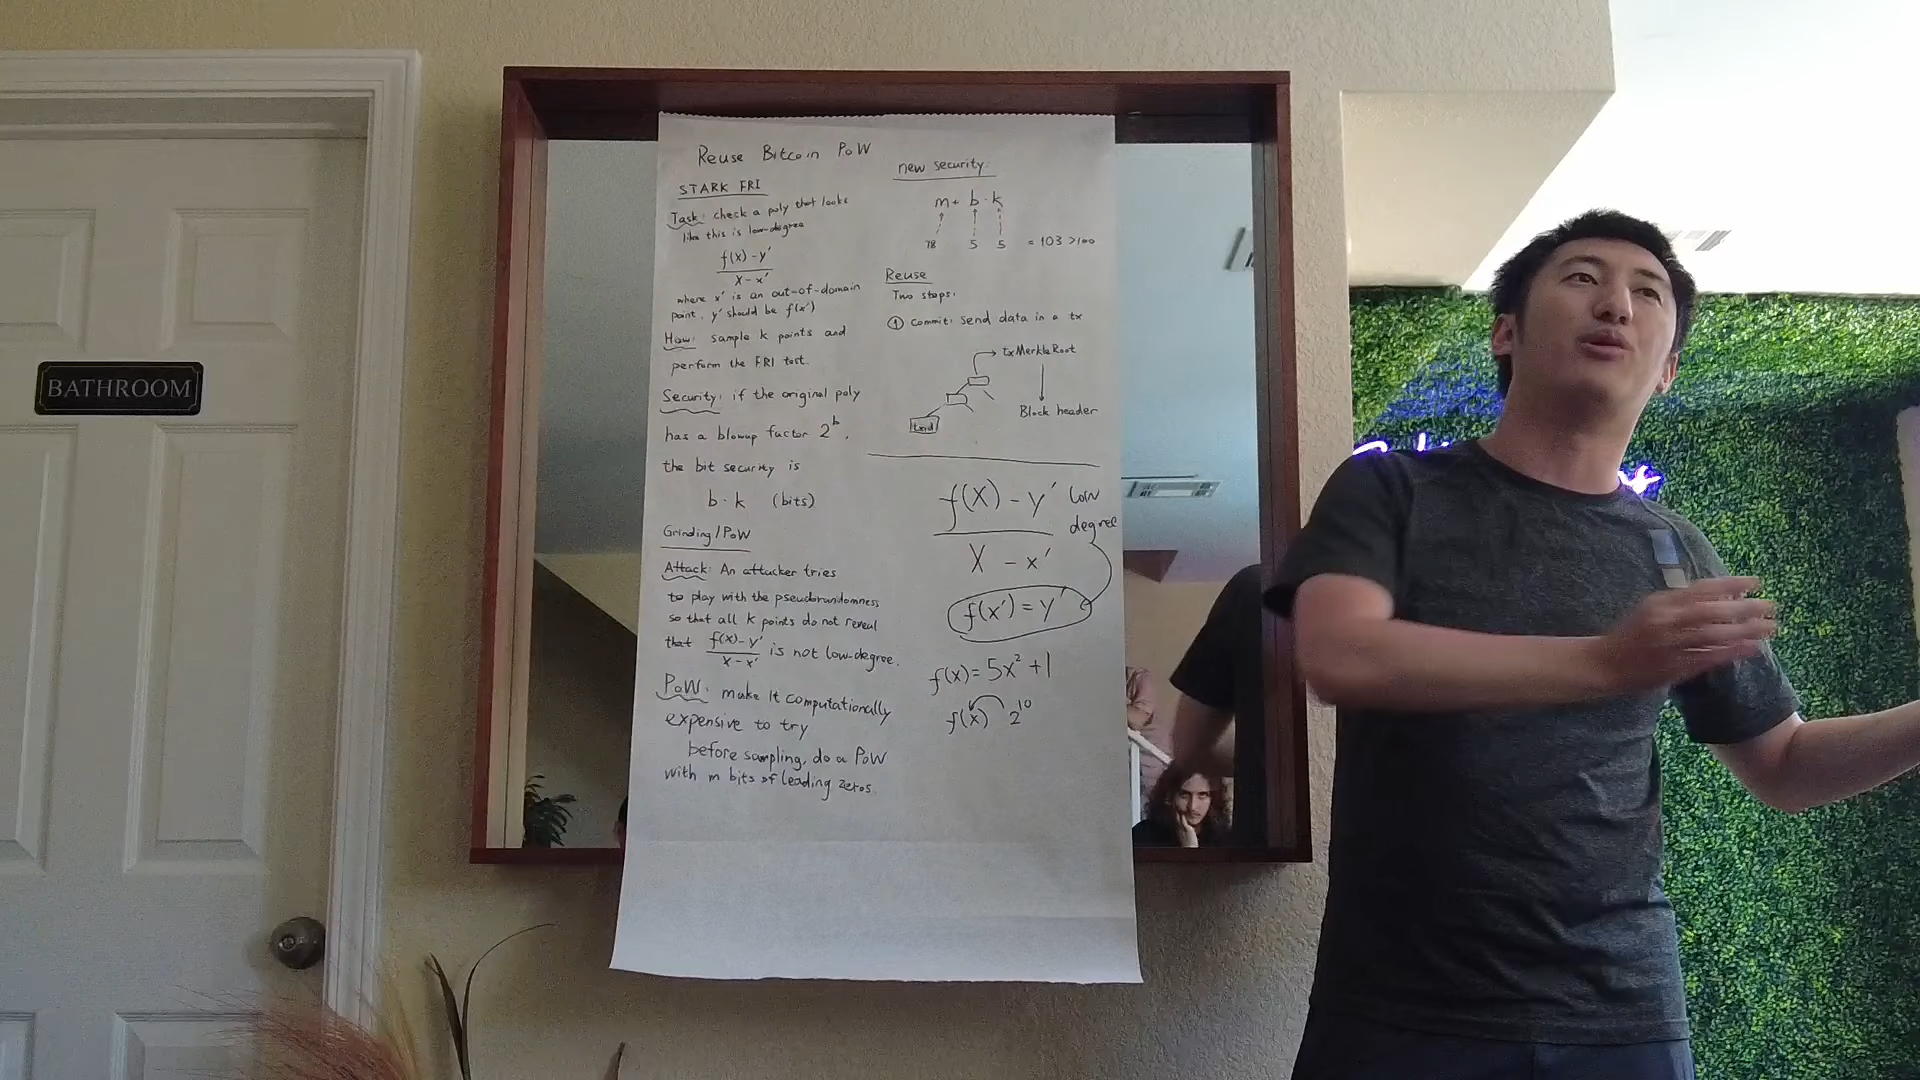 BATHROOM
Reuse Bitcoin PoW
STARK FRI
Task: check a poly that looks
like this is low-degree
f(x) - y'
x - x'
where x' is an out-of-domain
point, y' should be f(x')
How: sample k points and
perform the FRI test.
Security: if the original poly
has a blowup factor 2^b,
the bit security is
b · k (bits)
Grinding/PoW
Attack: An attacker tries
to play with the pseudorandomness
so that all k points do not reveal
that f(x)-y' / x-x' is not low-degree.
PoW: make it computationally
expensive to try
before sampling, do a PoW
with m bits of leading zeros.
new security:
m + b · k
78 5 5 = 103 > 100
Reuse
Two steps:
① Commit: send data in a tx
txMerkleRoot
Block header
txid
f(x) - y' low
degree
X - x'
f(x') = y'
f(x) = 5x² + 1
f(x) 2^10